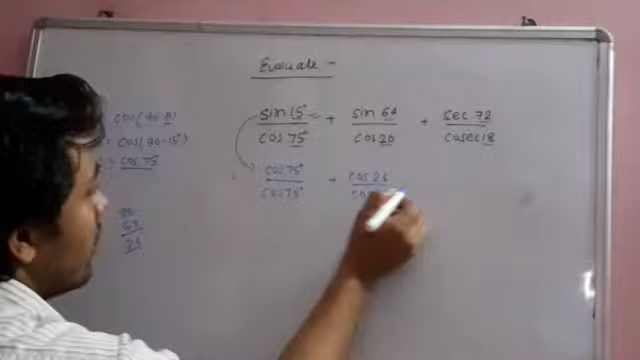 Evaluate -
sin 15° / cos 75° + sin 64 / cos 26 + sec 72 / cosec 18
cos(90-θ)
= cos(90-15°)
= cos 75
cos 75° / cos 75° + cos 26
90
64
26